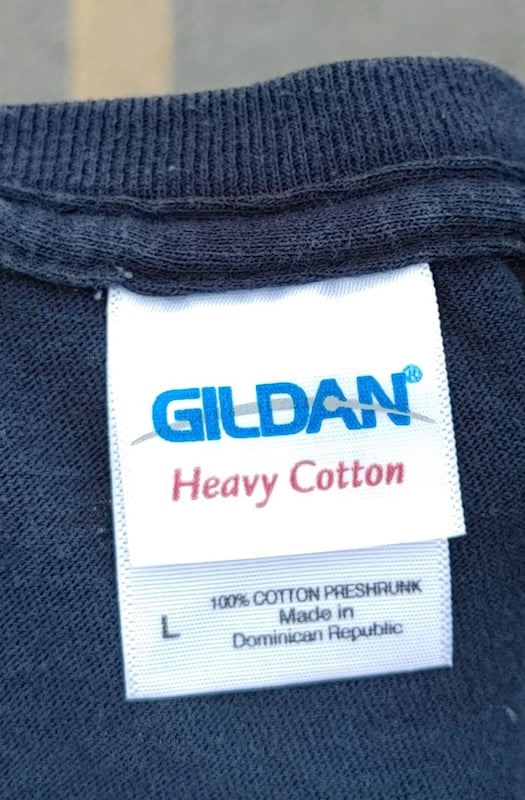 GILDAN®
Heavy Cotton
L
100% COTTON PRESHRUNK
Made in
Dominican Republic